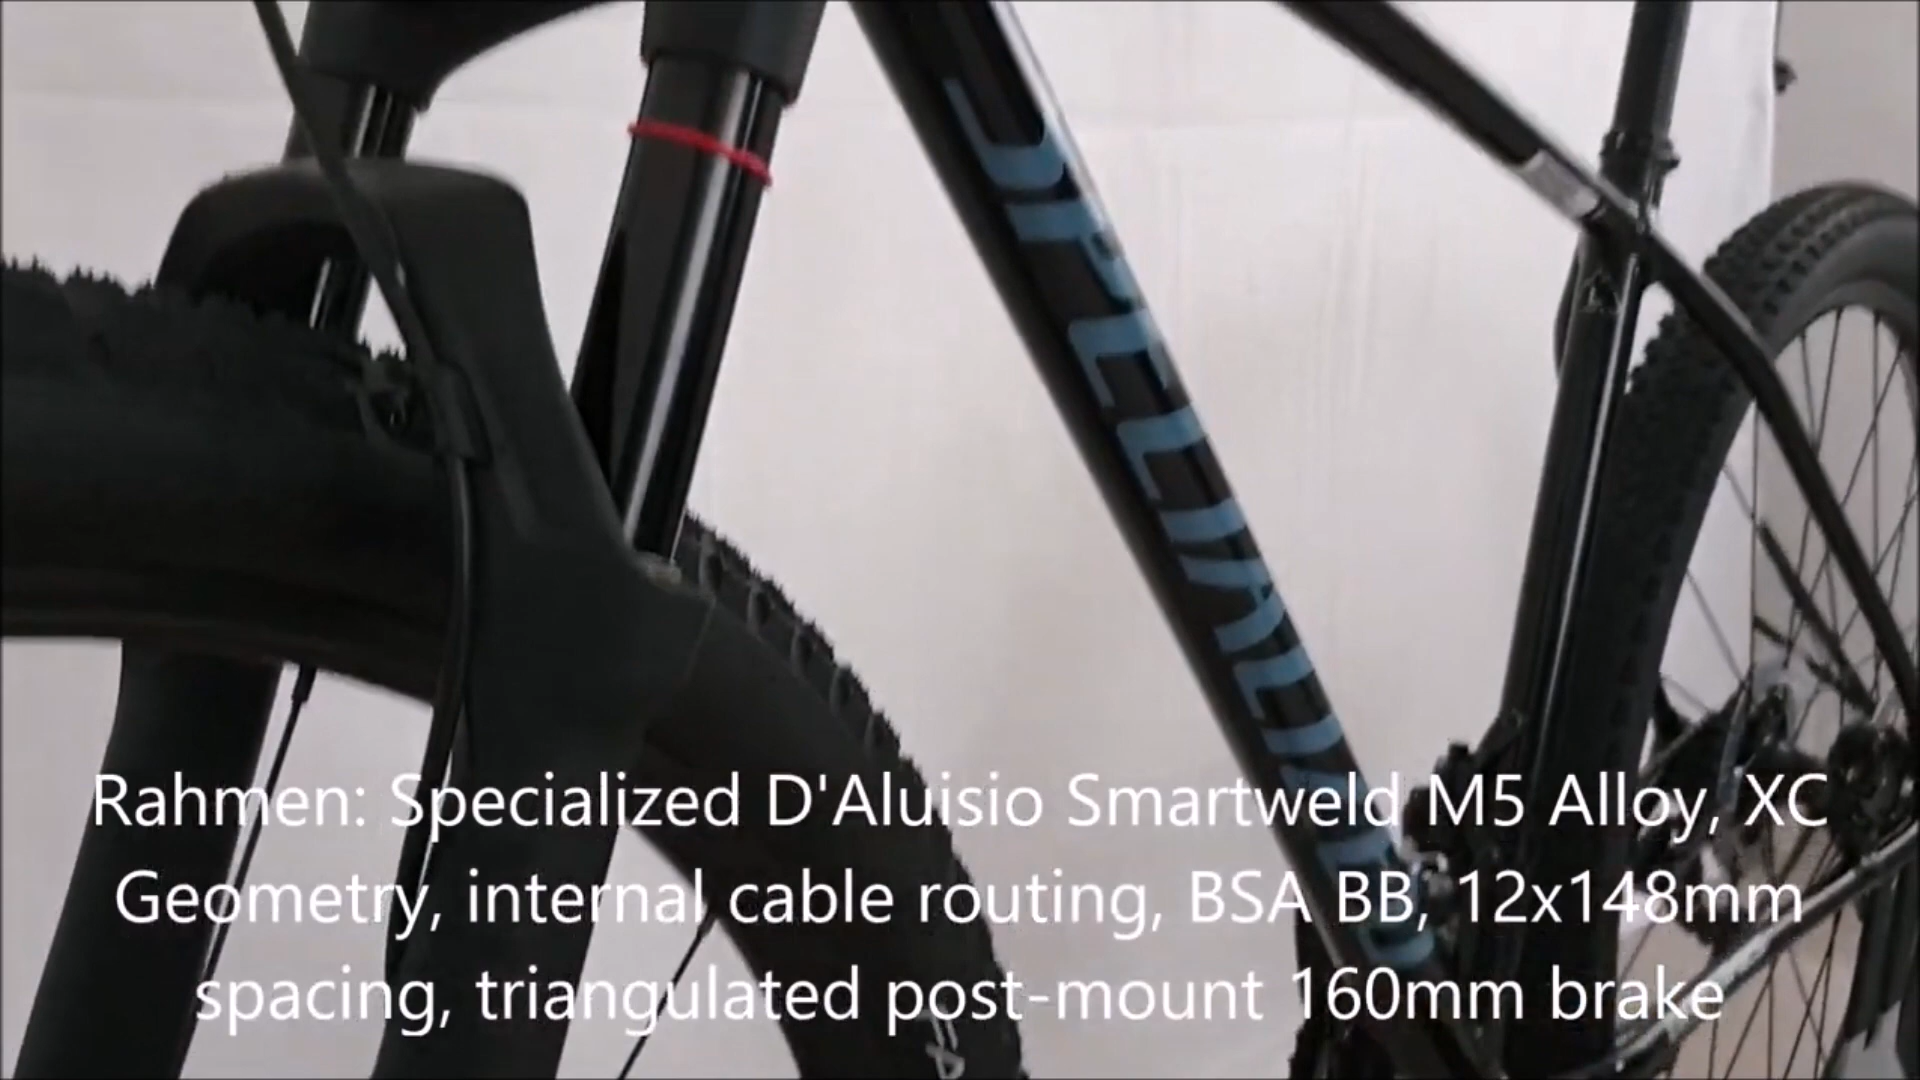 SPECIALIZED
Rahmen: Specialized D'Aluisio Smartweld M5 Alloy, XC
Geometry, internal cable routing, BSA BB, 12x148mm
spacing, triangulated post-mount 160mm brake